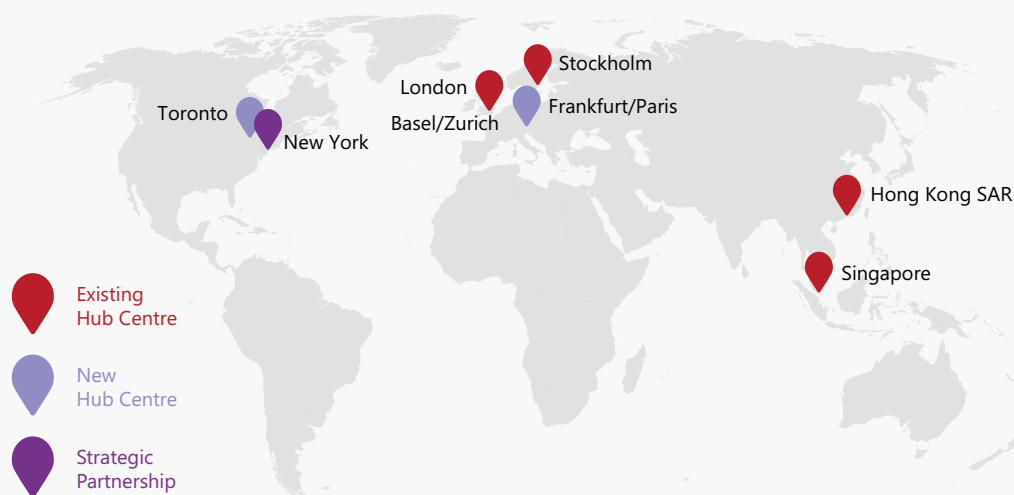 Stockholm
London
Frankfurt/Paris
Toronto
Basel/Zurich
New York
Hong Kong SAR
Singapore
Existing
Hub Centre
New
Hub Centre
Strategic
Partnership